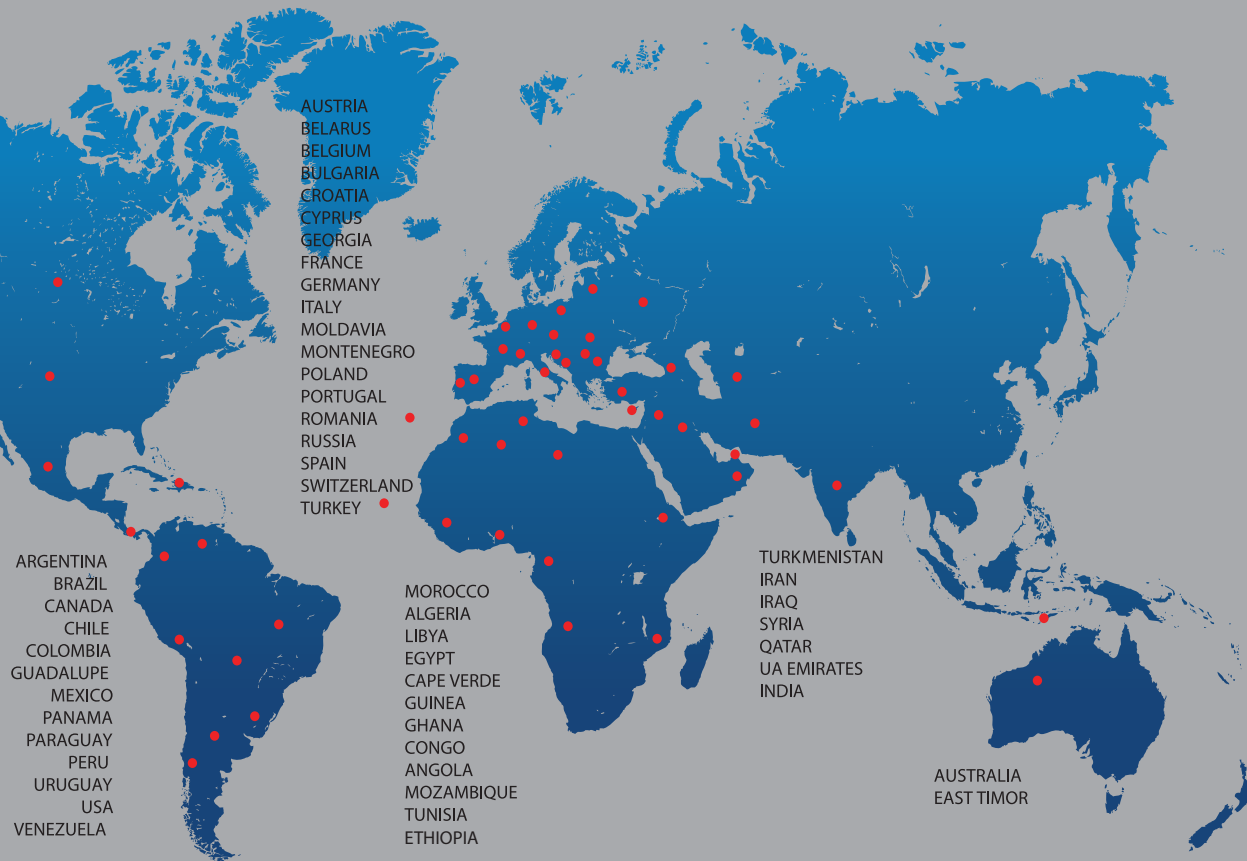 AUSTRIA
BELARUS
BELGIUM
BULGARIA
CROATIA
CYPRUS
GEORGIA
FRANCE
GERMANY
ITALY
MOLDAVIA
MONTENEGRO
POLAND
PORTUGAL
ROMANIA
RUSSIA
SPAIN
SWITZERLAND
TURKEY
ARGENTINA
BRAZIL
CANADA
CHILE
COLOMBIA
GUADALUPE
MEXICO
PANAMA
PARAGUAY
PERU
URUGUAY
USA
VENEZUELA
MOROCCO
ALGERIA
LIBYA
EGYPT
CAPE VERDE
GUINEA
GHANA
CONGO
ANGOLA
MOZAMBIQUE
TUNISIA
ETHIOPIA
TURKMENISTAN
IRAN
IRAQ
SYRIA
QATAR
UA EMIRATES
INDIA
AUSTRALIA
EAST TIMOR